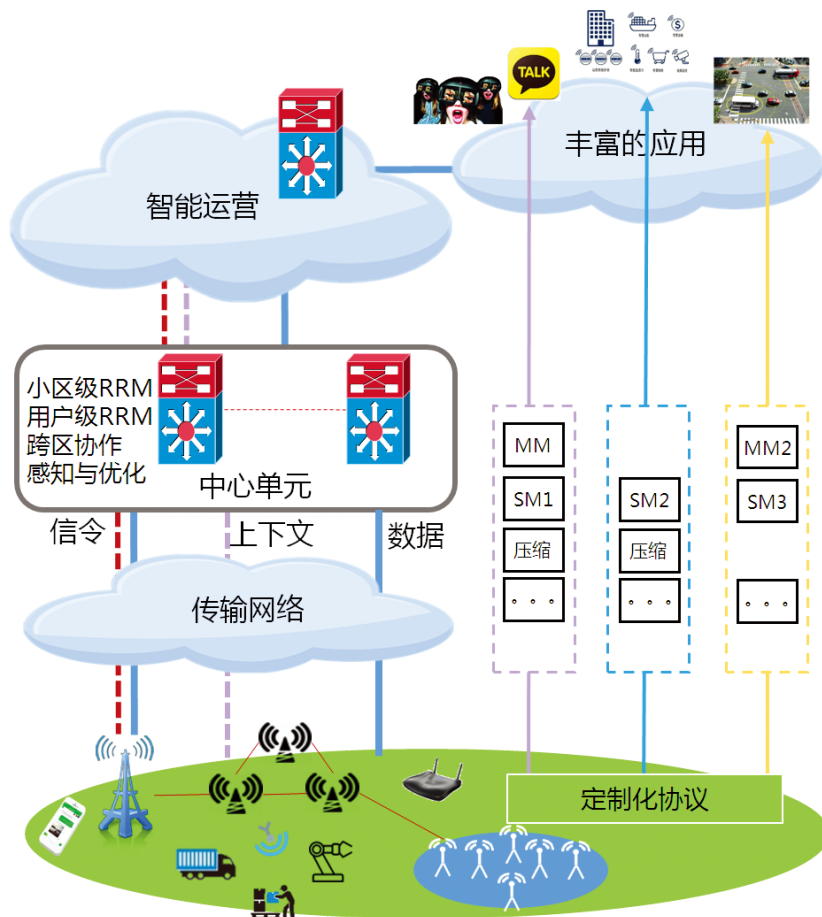 TALK
丰富的应用
智能运营
小区级RRM
用户级RRM
跨区协作
感知与优化
中心单元
信令
上下文
数据
传输网络
MM
SM1
压缩
。。。
SM2
压缩
。。。
MM2
SM3
。。。
定制化协议